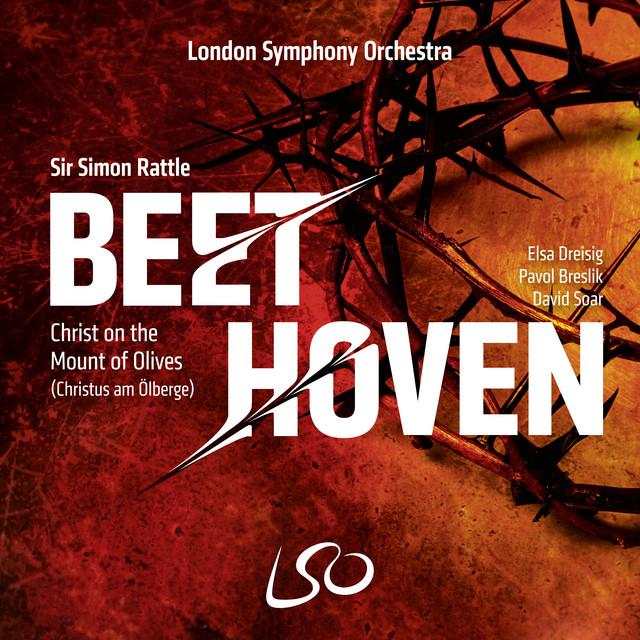 London Symphony Orchestra
Sir Simon Rattle
BEET
HOVEN
Elsa Dreisig
Pavol Breslik
David Soar
Christ on the
Mount of Olives
(Christus am Ölberge)
LSO